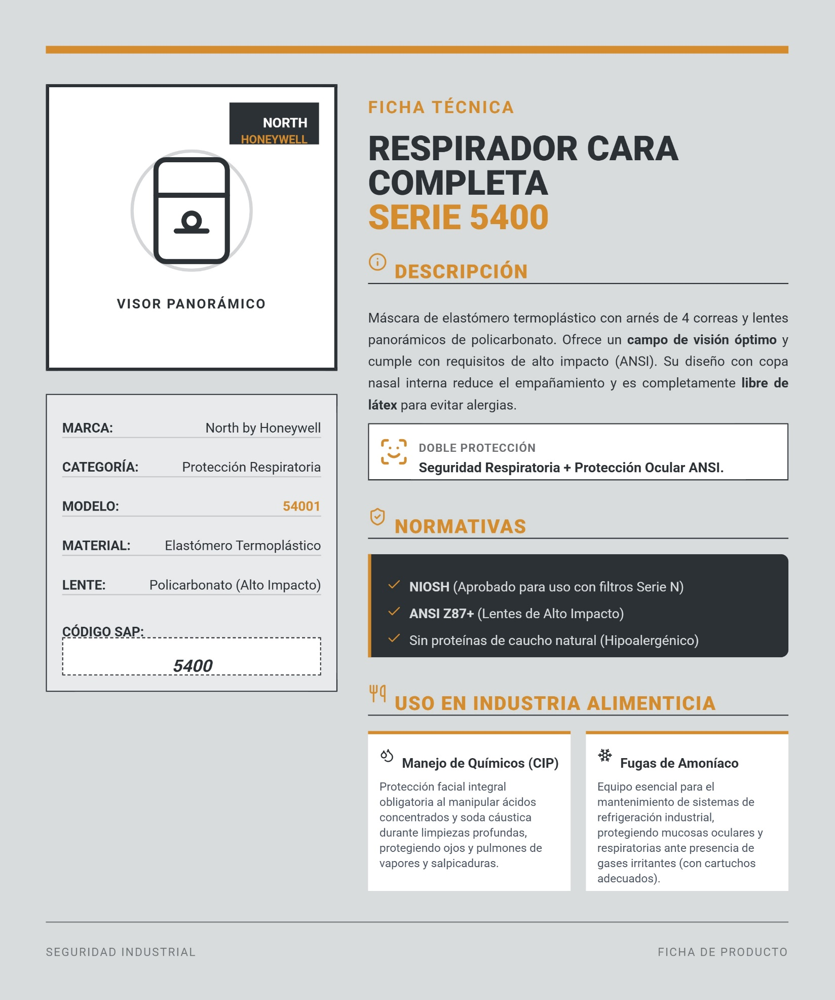 NORTH
HONEYWELL
VISOR PANORÁMICO
MARCA: North by Honeywell
CATEGORÍA: Protección Respiratoria
MODELO: 54001
MATERIAL: Elastómero Termoplástico
LENTE: Policarbonato (Alto Impacto)
CÓDIGO SAP:
5400
FICHA TÉCNICA
RESPIRADOR CARA
COMPLETA
SERIE 5400
DESCRIPCIÓN
Máscara de elastómero termoplástico con arnés de 4 correas y lentes
panorámicos de policarbonato. Ofrece un campo de visión óptimo y
cumple con requisitos de alto impacto (ANSI). Su diseño con copa
nasal interna reduce el empañamiento y es completamente libre de
látex para evitar alergias.
DOBLE PROTECCIÓN
Seguridad Respiratoria + Protección Ocular ANSI.
NORMATIVAS
NIOSH (Aprobado para uso con filtros Serie N)
ANSI Z87+ (Lentes de Alto Impacto)
Sin proteínas de caucho natural (Hipoalergénico)
USO EN INDUSTRIA ALIMENTICIA
Manejo de Químicos (CIP)
Protección facial integral
obligatoria al manipular ácidos
concentrados y soda cáustica
durante limpiezas profundas,
protegiendo ojos y pulmones de
vapores y salpicaduras.
Fugas de Amoníaco
Equipo esencial para el
mantenimiento de sistemas de
refrigeración industrial,
protegiendo mucosas oculares y
respiratorias ante presencia de
gases irritantes (con cartuchos
adecuados).
SEGURIDAD INDUSTRIAL
FICHA DE PRODUCTO